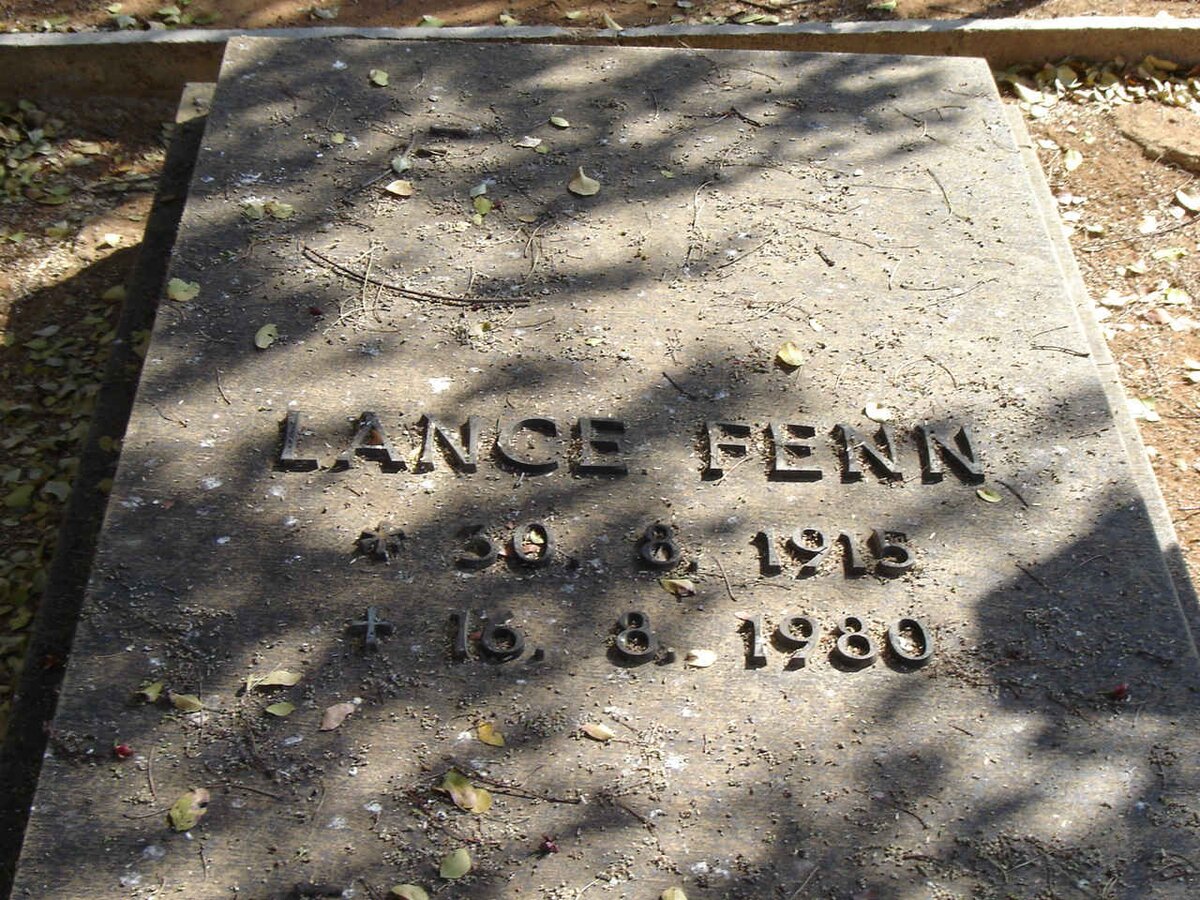 LANCE FENN
* 30. 8. 1915
† 16. 8. 1980